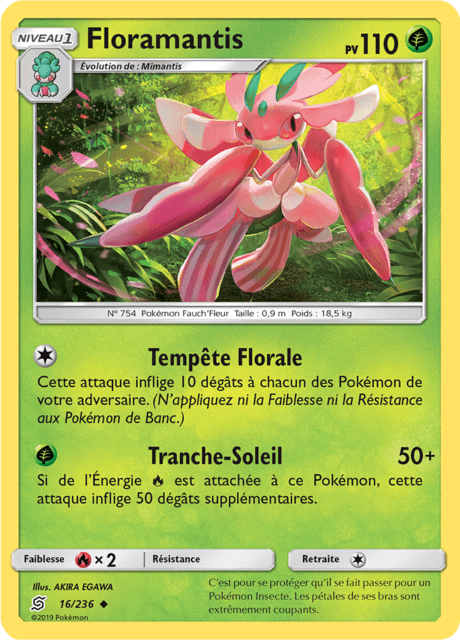 NIVEAU 1
Floramantis
PV 110
Évolution de : Mimantis
N° 754 Pokémon Fauch'Fleur Taille : 0,9 m Poids : 18,5 kg
Tempête Florale
Cette attaque inflige 10 dégâts à chacun des Pokémon de
votre adversaire. (N'appliquez ni la Faiblesse ni la Résistance
aux Pokémon de Banc.)
Tranche-Soleil 50+
Si de l'Énergie est attachée à ce Pokémon, cette
attaque inflige 50 dégâts supplémentaires.
Faiblesse ×2 Résistance Retraite
Illus. AKIRA EGAWA
16/236
©2019 Pokémon
C'est pour se protéger qu'il se fait passer pour un
Pokémon Insecte. Les pétales de ses bras sont
extrêmement coupants.